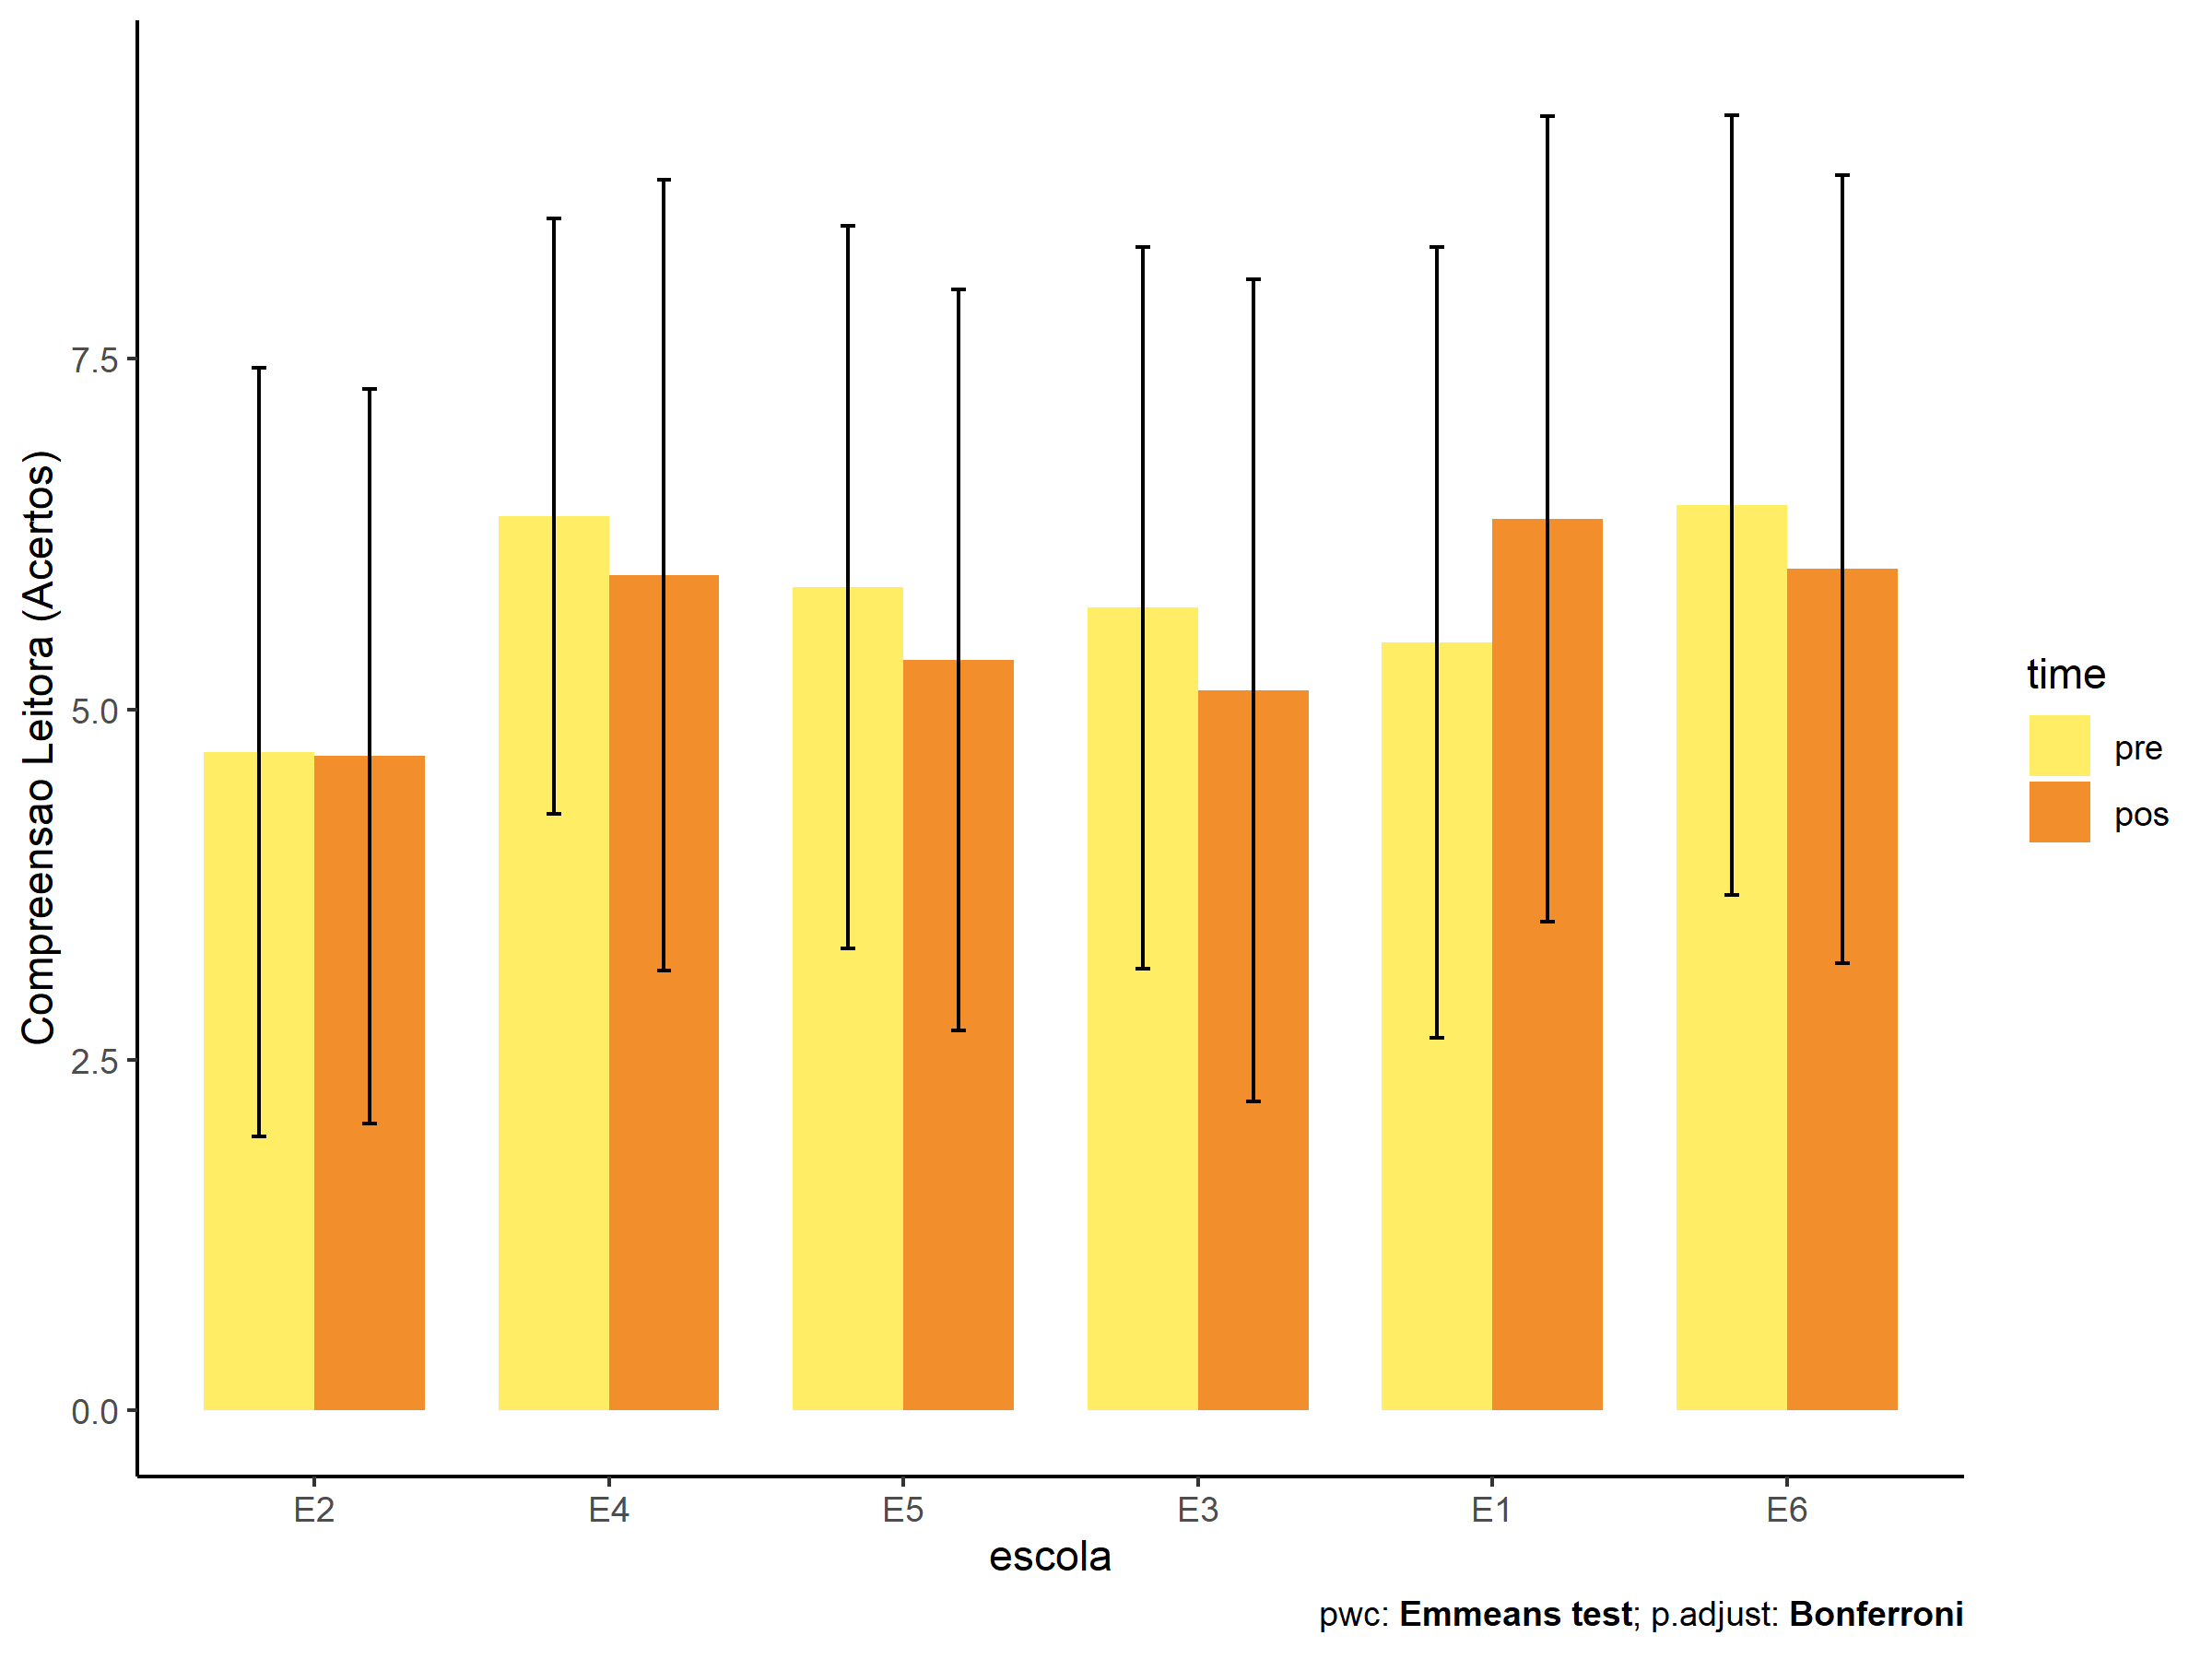 Compreensao Leitora (Acertos)
7.5
5.0
2.5
0.0
E2 E4 E5 E3 E1 E6
escola
time
pre
pos
pwc: Emmeans test; p.adjust: Bonferroni